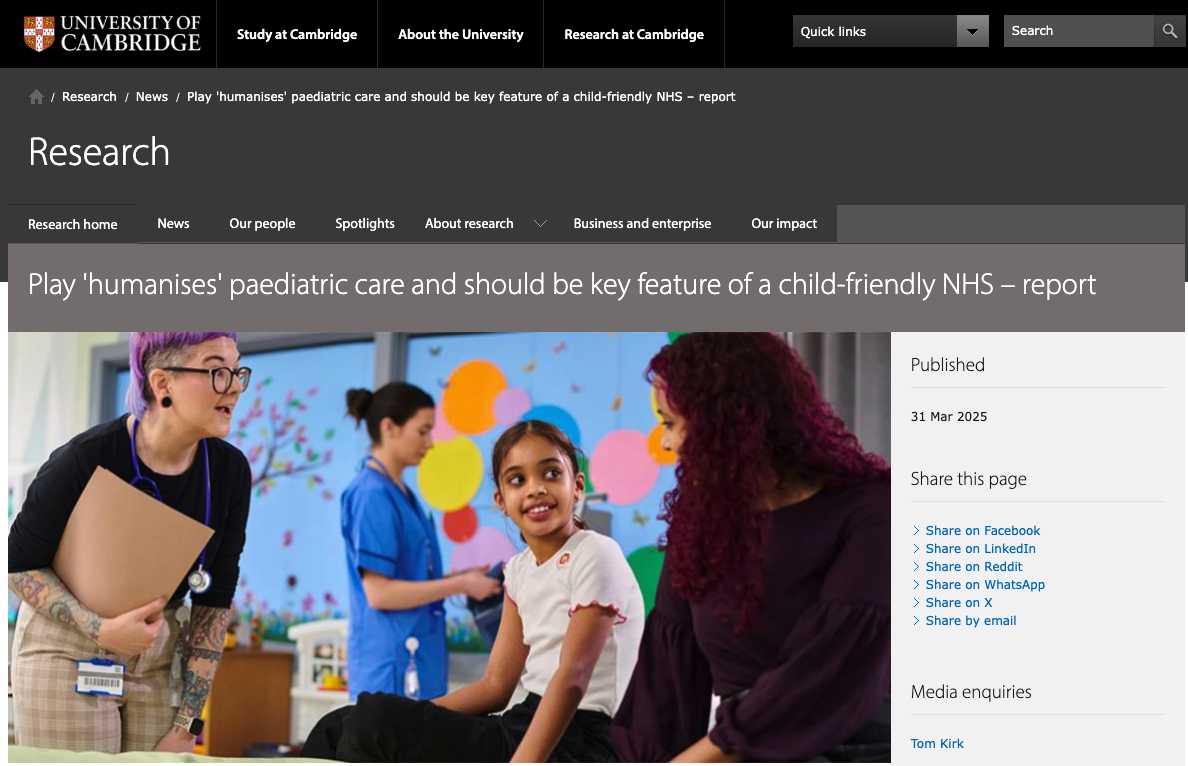 UNIVERSITY OF
CAMBRIDGE
Study at Cambridge
About the University
Research at Cambridge
Quick links
Search
/ Research / News / Play 'humanises' paediatric care and should be key feature of a child-friendly NHS – report
Research
Research home
News
Our people
Spotlights
About research
Business and enterprise
Our impact
Play 'humanises' paediatric care and should be key feature of a child-friendly NHS – report
Published
31 Mar 2025
Share this page
Share on Facebook
Share on LinkedIn
Share on Reddit
Share on WhatsApp
Share on X
Share by email
Media enquiries
Tom Kirk